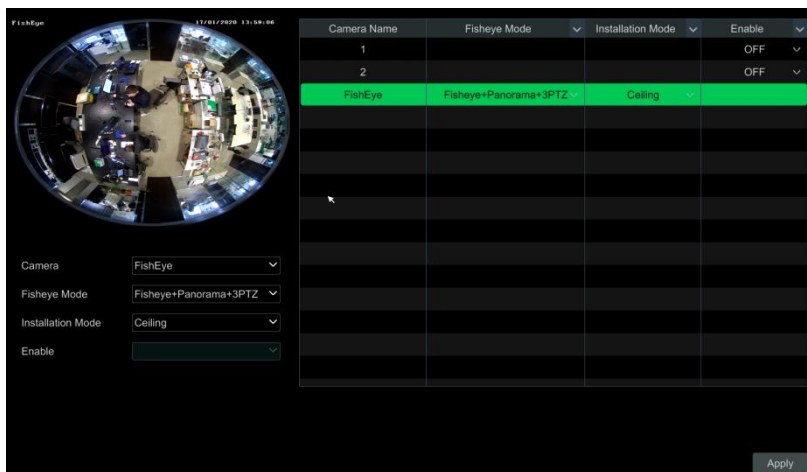 FishEye 17/01/2020 13:59:06
Camera Name Fisheye Mode Installation Mode Enable
1 OFF
2 OFF
FishEye Fisheye+Panorama+3PTZ Ceiling
Camera FishEye
Fisheye Mode Fisheye+Panorama+3PTZ
Installation Mode Ceiling
Enable
Apply